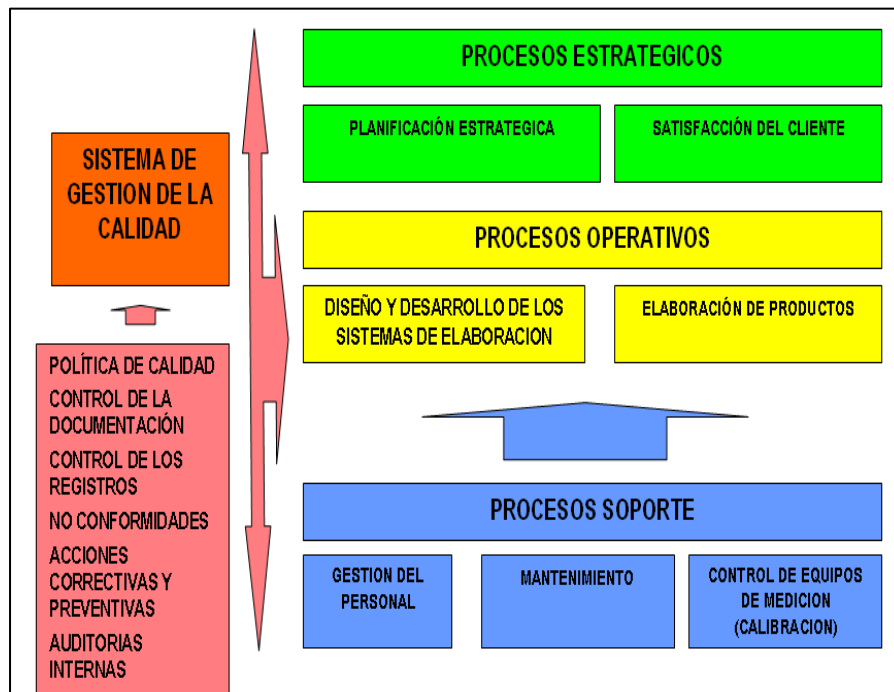 SISTEMA DE
GESTION DE LA
CALIDAD
POLÍTICA DE CALIDAD
CONTROL DE LA
DOCUMENTACIÓN
CONTROL DE LOS
REGISTROS
NO CONFORMIDADES
ACCIONES
CORRECTIVAS Y
PREVENTIVAS
AUDITORIAS
INTERNAS
PROCESOS ESTRATEGICOS
PLANIFICACIÓN ESTRATEGICA
SATISFACCIÓN DEL CLIENTE
PROCESOS OPERATIVOS
DISEÑO Y DESARROLLO DE LOS
SISTEMAS DE ELABORACION
ELABORACIÓN DE PRODUCTOS
PROCESOS SOPORTE
GESTION DEL
PERSONAL
MANTENIMIENTO
CONTROL DE EQUIPOS
DE MEDICION
(CALIBRACION)